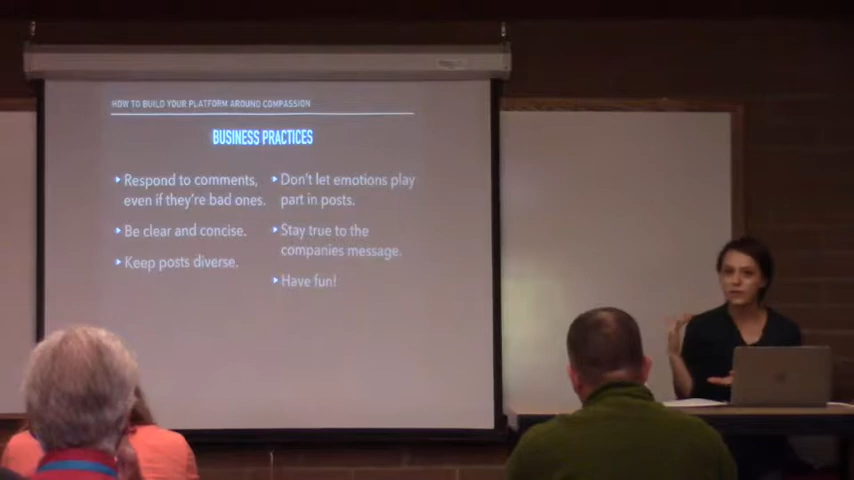 HOW TO BUILD YOUR PLATFORM AROUND COMPASSION
BUSINESS PRACTICES
Respond to comments,
even if they're bad ones.
Be clear and concise.
Keep posts diverse.
Don't let emotions play
part in posts.
Stay true to the
companies message.
Have fun!